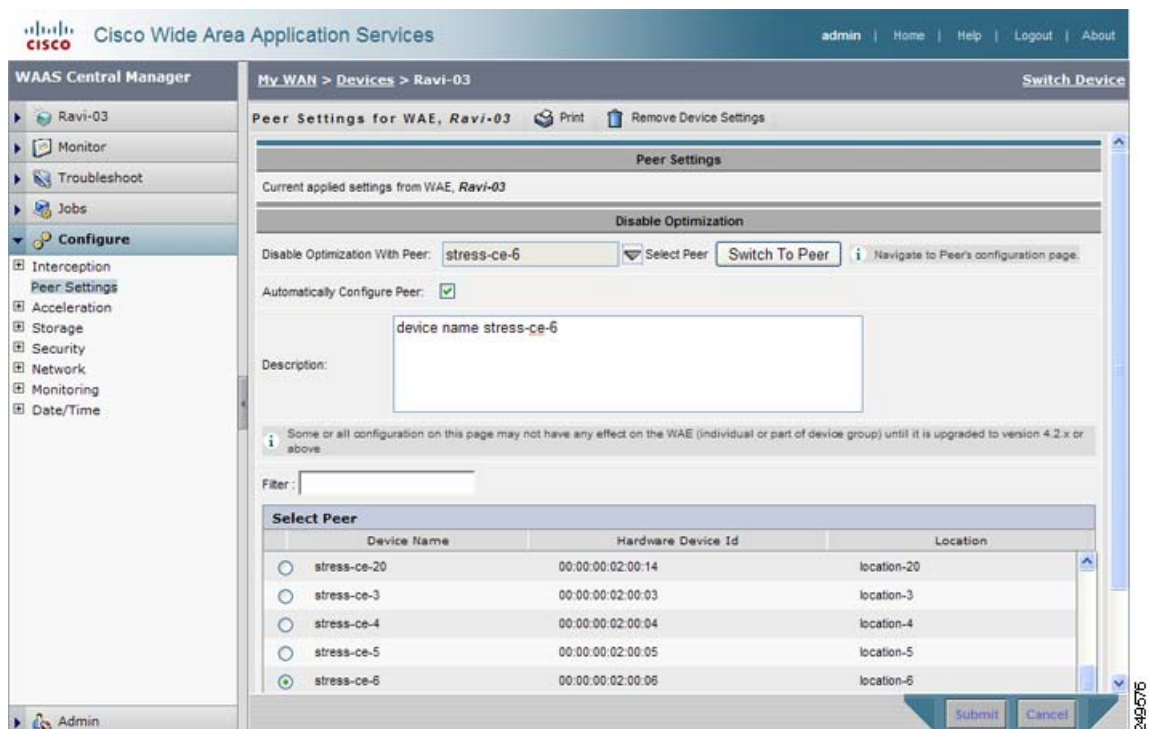 CISCO
Cisco Wide Area Application Services
admin | Home | Help | Logout | About
WAAS Central Manager
My WAN > Devices > Ravi-03
Switch Device
Ravi-03
Monitor
Troubleshoot
Jobs
Configure
Interception
Peer Settings
Acceleration
Storage
Security
Network
Monitoring
Date/Time
Admin
Peer Settings for WAE, Ravi-03
Print
Remove Device Settings
Peer Settings
Current applied settings from WAE, Ravi-03
Disable Optimization
Disable Optimization With Peer: stress-ce-6 Select Peer Switch To Peer i Navigate to Peer's configuration page.
Automatically Configure Peer:
Description: device name stress-ce-6
i Some or all configuration on this page may not have any effect on the WAE (individual or part of device group) until it is upgraded to version 4.2.x or
above
Filter :
Select Peer
Device Name Hardware Device Id Location
stress-ce-20 00:00:00:02:00:14 location-20
stress-ce-3 00:00:00:02:00:03 location-3
stress-ce-4 00:00:00:02:00:04 location-4
stress-ce-5 00:00:00:02:00:05 location-5
stress-ce-6 00:00:00:02:00:06 location-6
Submit Cancel
249576